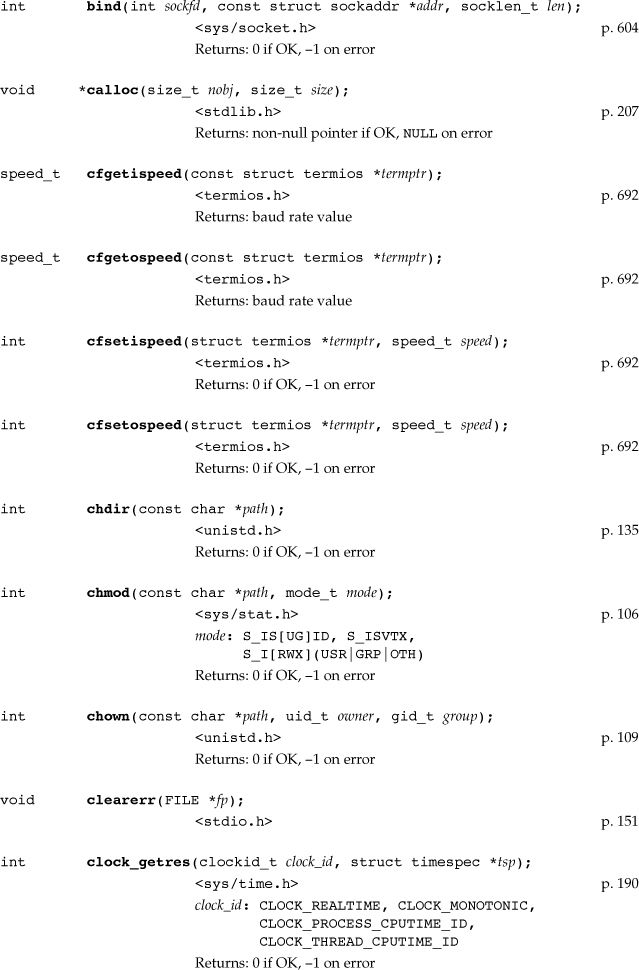 int bind(int sockfd, const struct sockaddr *addr, socklen_t len);
<sys/socket.h> p. 604
Returns: 0 if OK, –1 on error
void *calloc(size_t nobj, size_t size);
<stdlib.h> p. 207
Returns: non-null pointer if OK, NULL on error
speed_t cfgetispeed(const struct termios *termptr);
<termios.h> p. 692
Returns: baud rate value
speed_t cfgetospeed(const struct termios *termptr);
<termios.h> p. 692
Returns: baud rate value
int cfsetispeed(struct termios *termptr, speed_t speed);
<termios.h> p. 692
Returns: 0 if OK, –1 on error
int cfsetospeed(struct termios *termptr, speed_t speed);
<termios.h> p. 692
Returns: 0 if OK, –1 on error
int chdir(const char *path);
<unistd.h> p. 135
Returns: 0 if OK, –1 on error
int chmod(const char *path, mode_t mode);
<sys/stat.h> p. 106
mode: S_IS[UG]ID, S_ISVTX,
S_I[RWX](USR|GRP|OTH)
Returns: 0 if OK, –1 on error
int chown(const char *path, uid_t owner, gid_t group);
<unistd.h> p. 109
Returns: 0 if OK, –1 on error
void clearerr(FILE *fp);
<stdio.h> p. 151
int clock_getres(clockid_t clock_id, struct timespec *tsp);
<sys/time.h> p. 190
clock_id: CLOCK_REALTIME, CLOCK_MONOTONIC,
CLOCK_PROCESS_CPUTIME_ID,
CLOCK_THREAD_CPUTIME_ID
Returns: 0 if OK, –1 on error